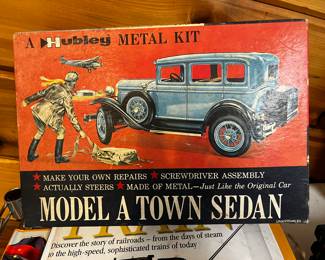 A Hubley METAL KIT
★ MAKE YOUR OWN REPAIRS ★ SCREWDRIVER ASSEMBLY
★ ACTUALLY STEERS ★ MADE OF METAL—Just Like the Original Car
MODEL A TOWN SEDAN
TRAIN
Discover the story of railroads – from the days of steam
to the high-speed, sophisticated trains of today